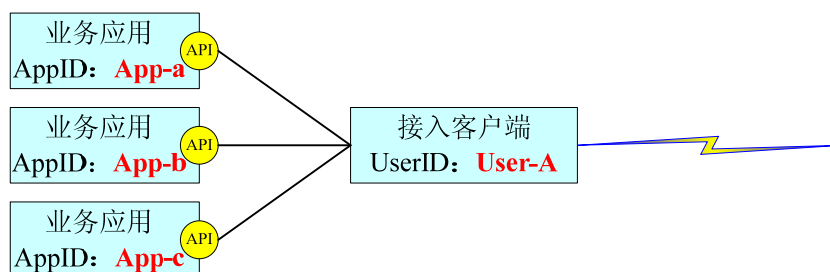 业务应用
AppID：App-a
API
业务应用
AppID：App-b
API
接入客户端
UserID：User-A
业务应用
AppID：App-c
API